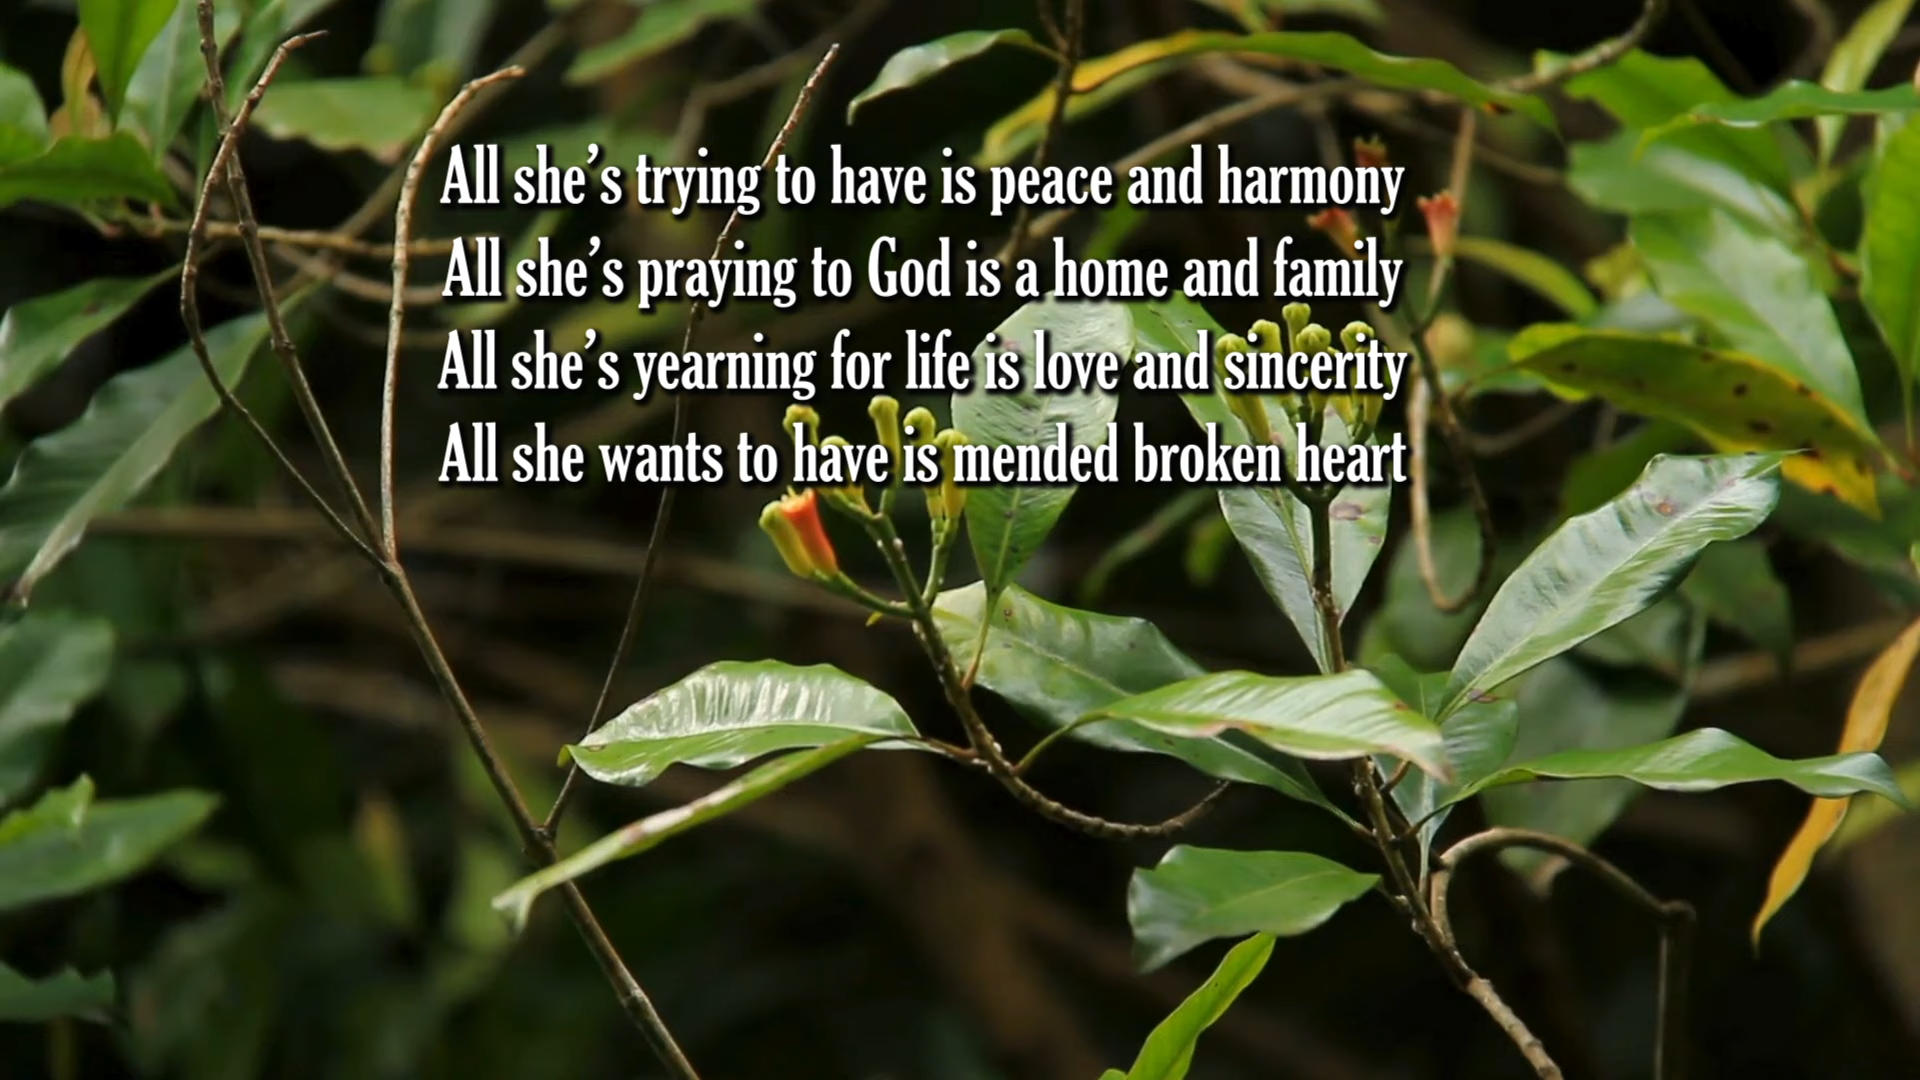 All she’s trying to have is peace and harmony
All she’s praying to God is a home and family
All she’s yearning for life is love and sincerity
All she wants to have is mended broken heart